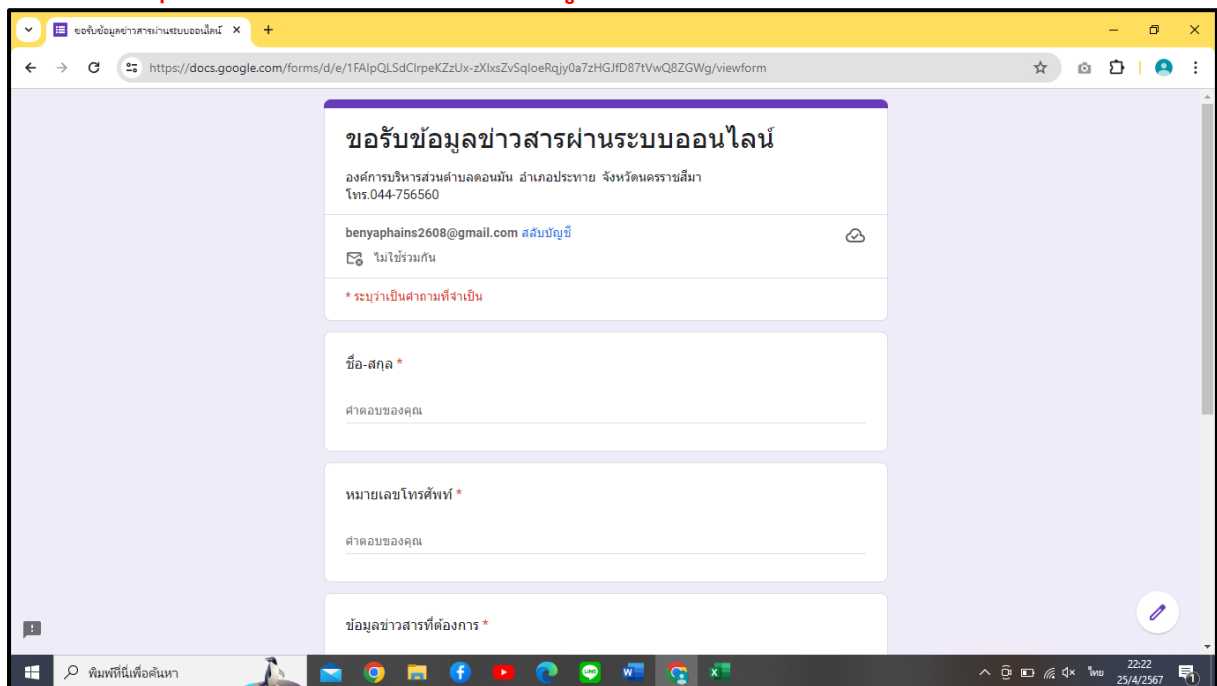 ขอรับข้อมูลข่าวสารผ่านระบบออนไลน์
https://docs.google.com/forms/d/e/1FAIpQLSdClrpeKZzUx-zXlxsZvSqloeRqjy0a7zHGJfD87tVwQ8ZGWg/viewform
ขอรับข้อมูลข่าวสารผ่านระบบออนไลน์
องค์การบริหารส่วนตำบลดอนมัน อำเภอประทาย จังหวัดนครราชสีมา
โทร.044-756560
benyaphains2608@gmail.com สลับบัญชี
ไม่ใช้ร่วมกัน
* ระบุว่าเป็นคำถามที่จำเป็น
ชื่อ-สกุล *
คำตอบของคุณ
หมายเลขโทรศัพท์ *
คำตอบของคุณ
ข้อมูลข่าวสารที่ต้องการ *
พิมพ์ที่นี่เพื่อค้นหา
LINE
ไทย
22:22
25/4/2567
1